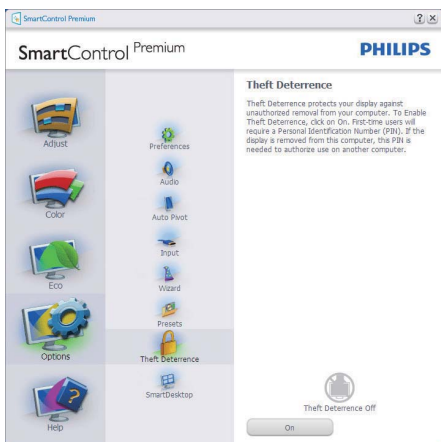 SmartControl Premium
SmartControl Premium
PHILIPS
Adjust
Color
Eco
Options
Help
Preferences
Audio
Auto Pivot
Input
Wizard
Presets
Theft Deterrence
SmartDesktop
Theft Deterrence
Theft Deterrence protects your display against
unauthorized removal from your computer. To Enable
Theft Deterrence, click on On. First-time users will
require a Personal Identification Number (PIN). If the
display is removed from this computer, this PIN is
needed to authorize use on another computer.
Theft Deterrence Off
On